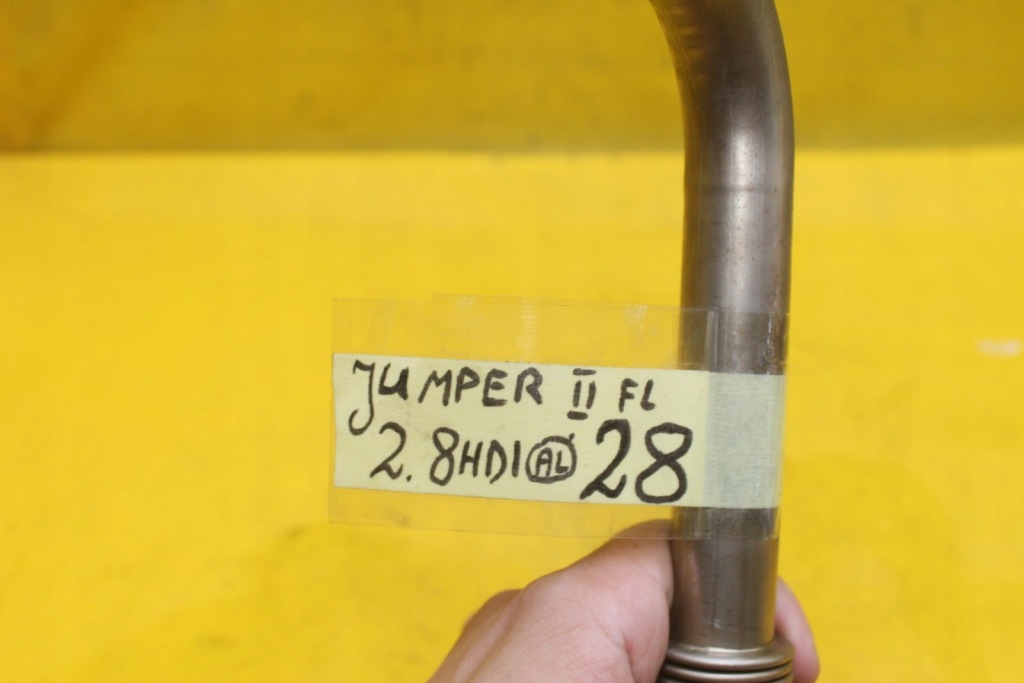 JUMPER II FL
2.8HDI AL 28